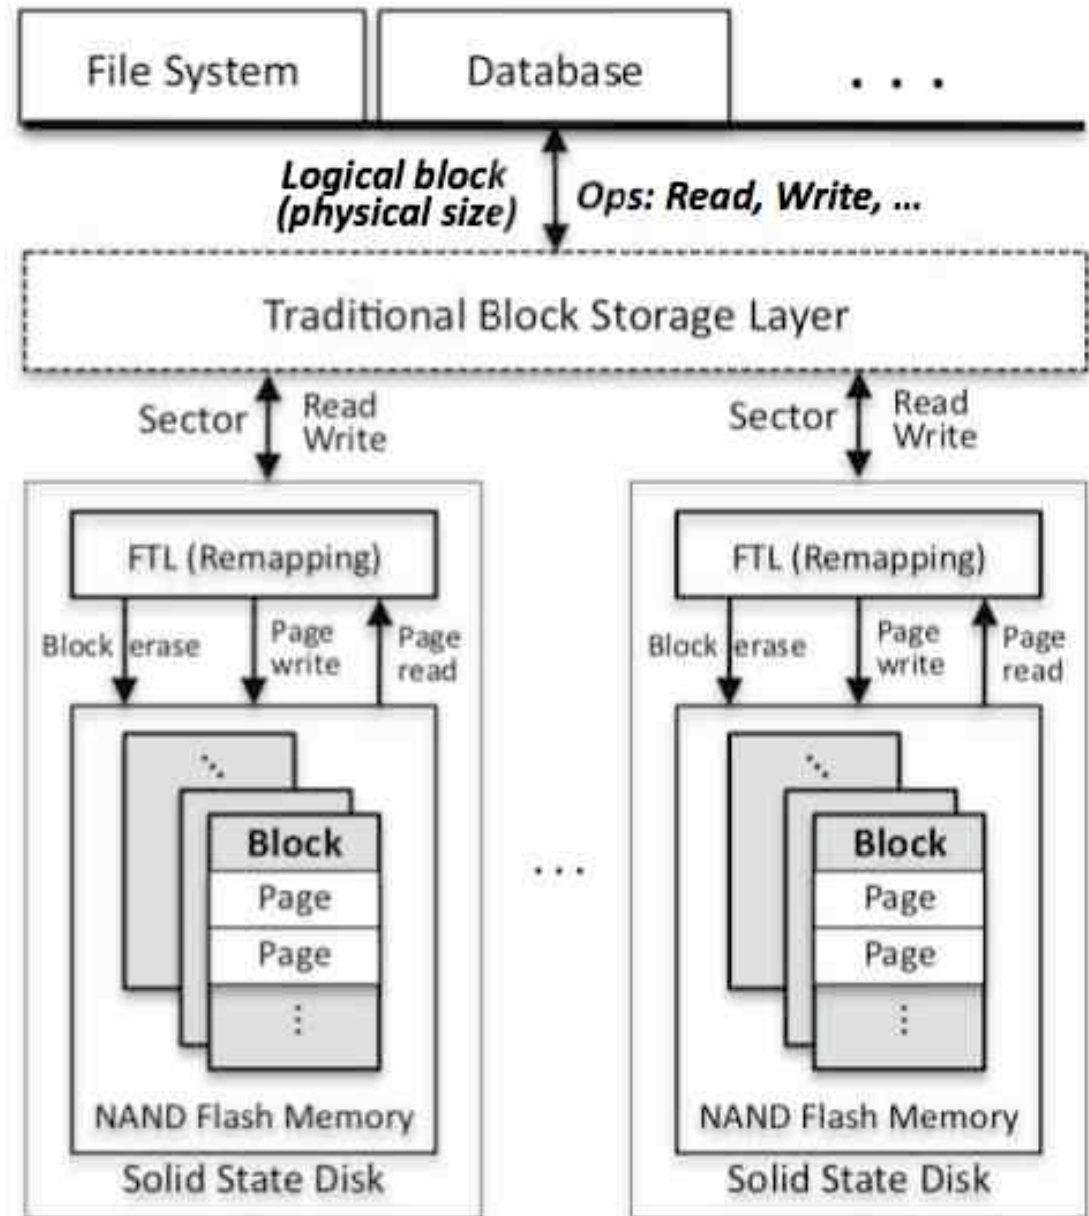 File System
Database
. . .
Logical block
(physical size)
Ops: Read, Write, ...
Traditional Block Storage Layer
Sector
Read
Write
Sector
Read
Write
FTL (Remapping)
Block erase
Page
write
Page
read
Block
Page
Page
NAND Flash Memory
Solid State Disk
. . .
FTL (Remapping)
Block erase
Page
write
Page
read
Block
Page
Page
NAND Flash Memory
Solid State Disk